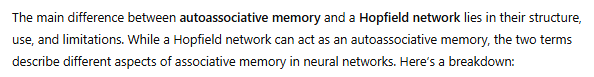 The main difference between autoassociative memory and a Hopfield network lies in their structure,
use, and limitations. While a Hopfield network can act as an autoassociative memory, the two terms
describe different aspects of associative memory in neural networks. Here's a breakdown: